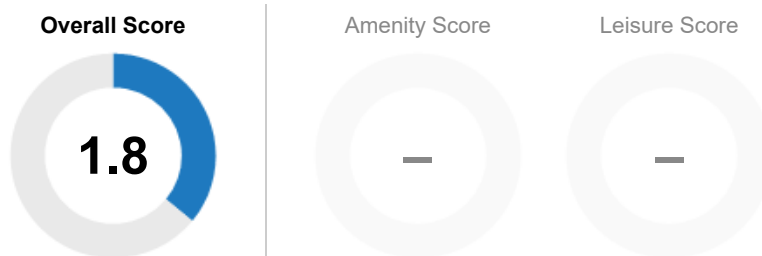 Overall Score
Amenity Score
Leisure Score
1.8
–
–